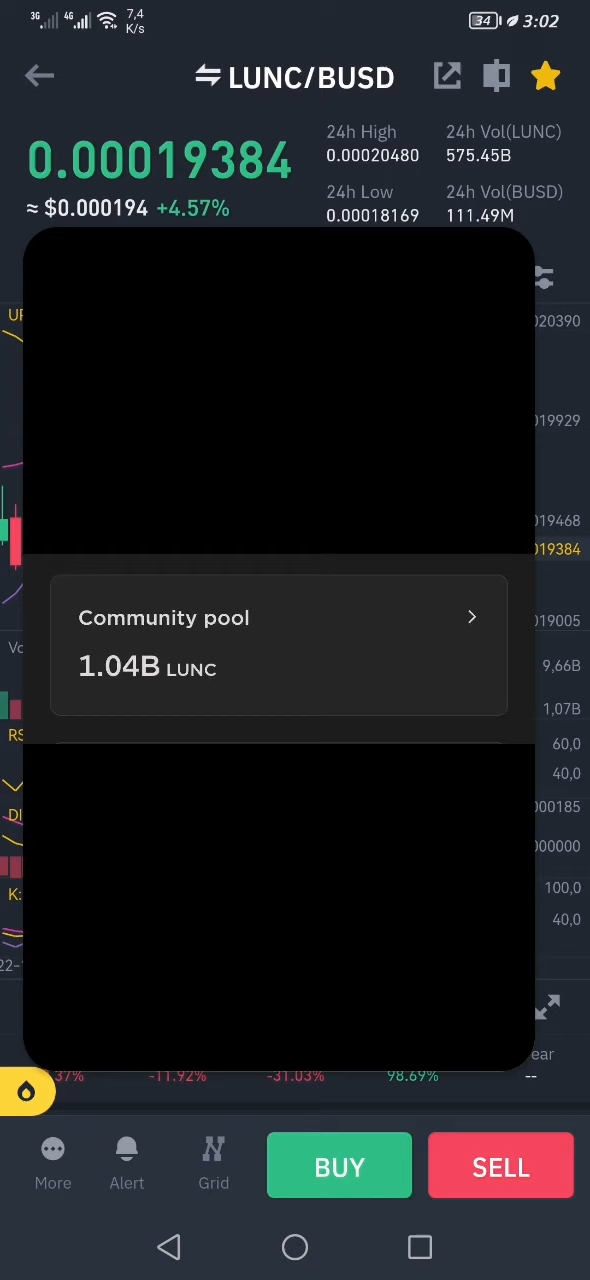 3G 4G 7,4 K/s 34 3:02
LUNC/BUSD
0.00019384
≈ $0.000194 +4.57%
24h High 24h Vol(LUNC)
0.00020480 575.45B
24h Low 24h Vol(BUSD)
0.00018169 111.49M
020390
019929
019468
019384
019005
Community pool
1.04B LUNC
9,66B
1,07B
60,0
40,0
DI
000185
000000
K:
100,0
40,0
22-
ear
37% -11.92% -31.03% 98.69% --
More Alert Grid BUY SELL